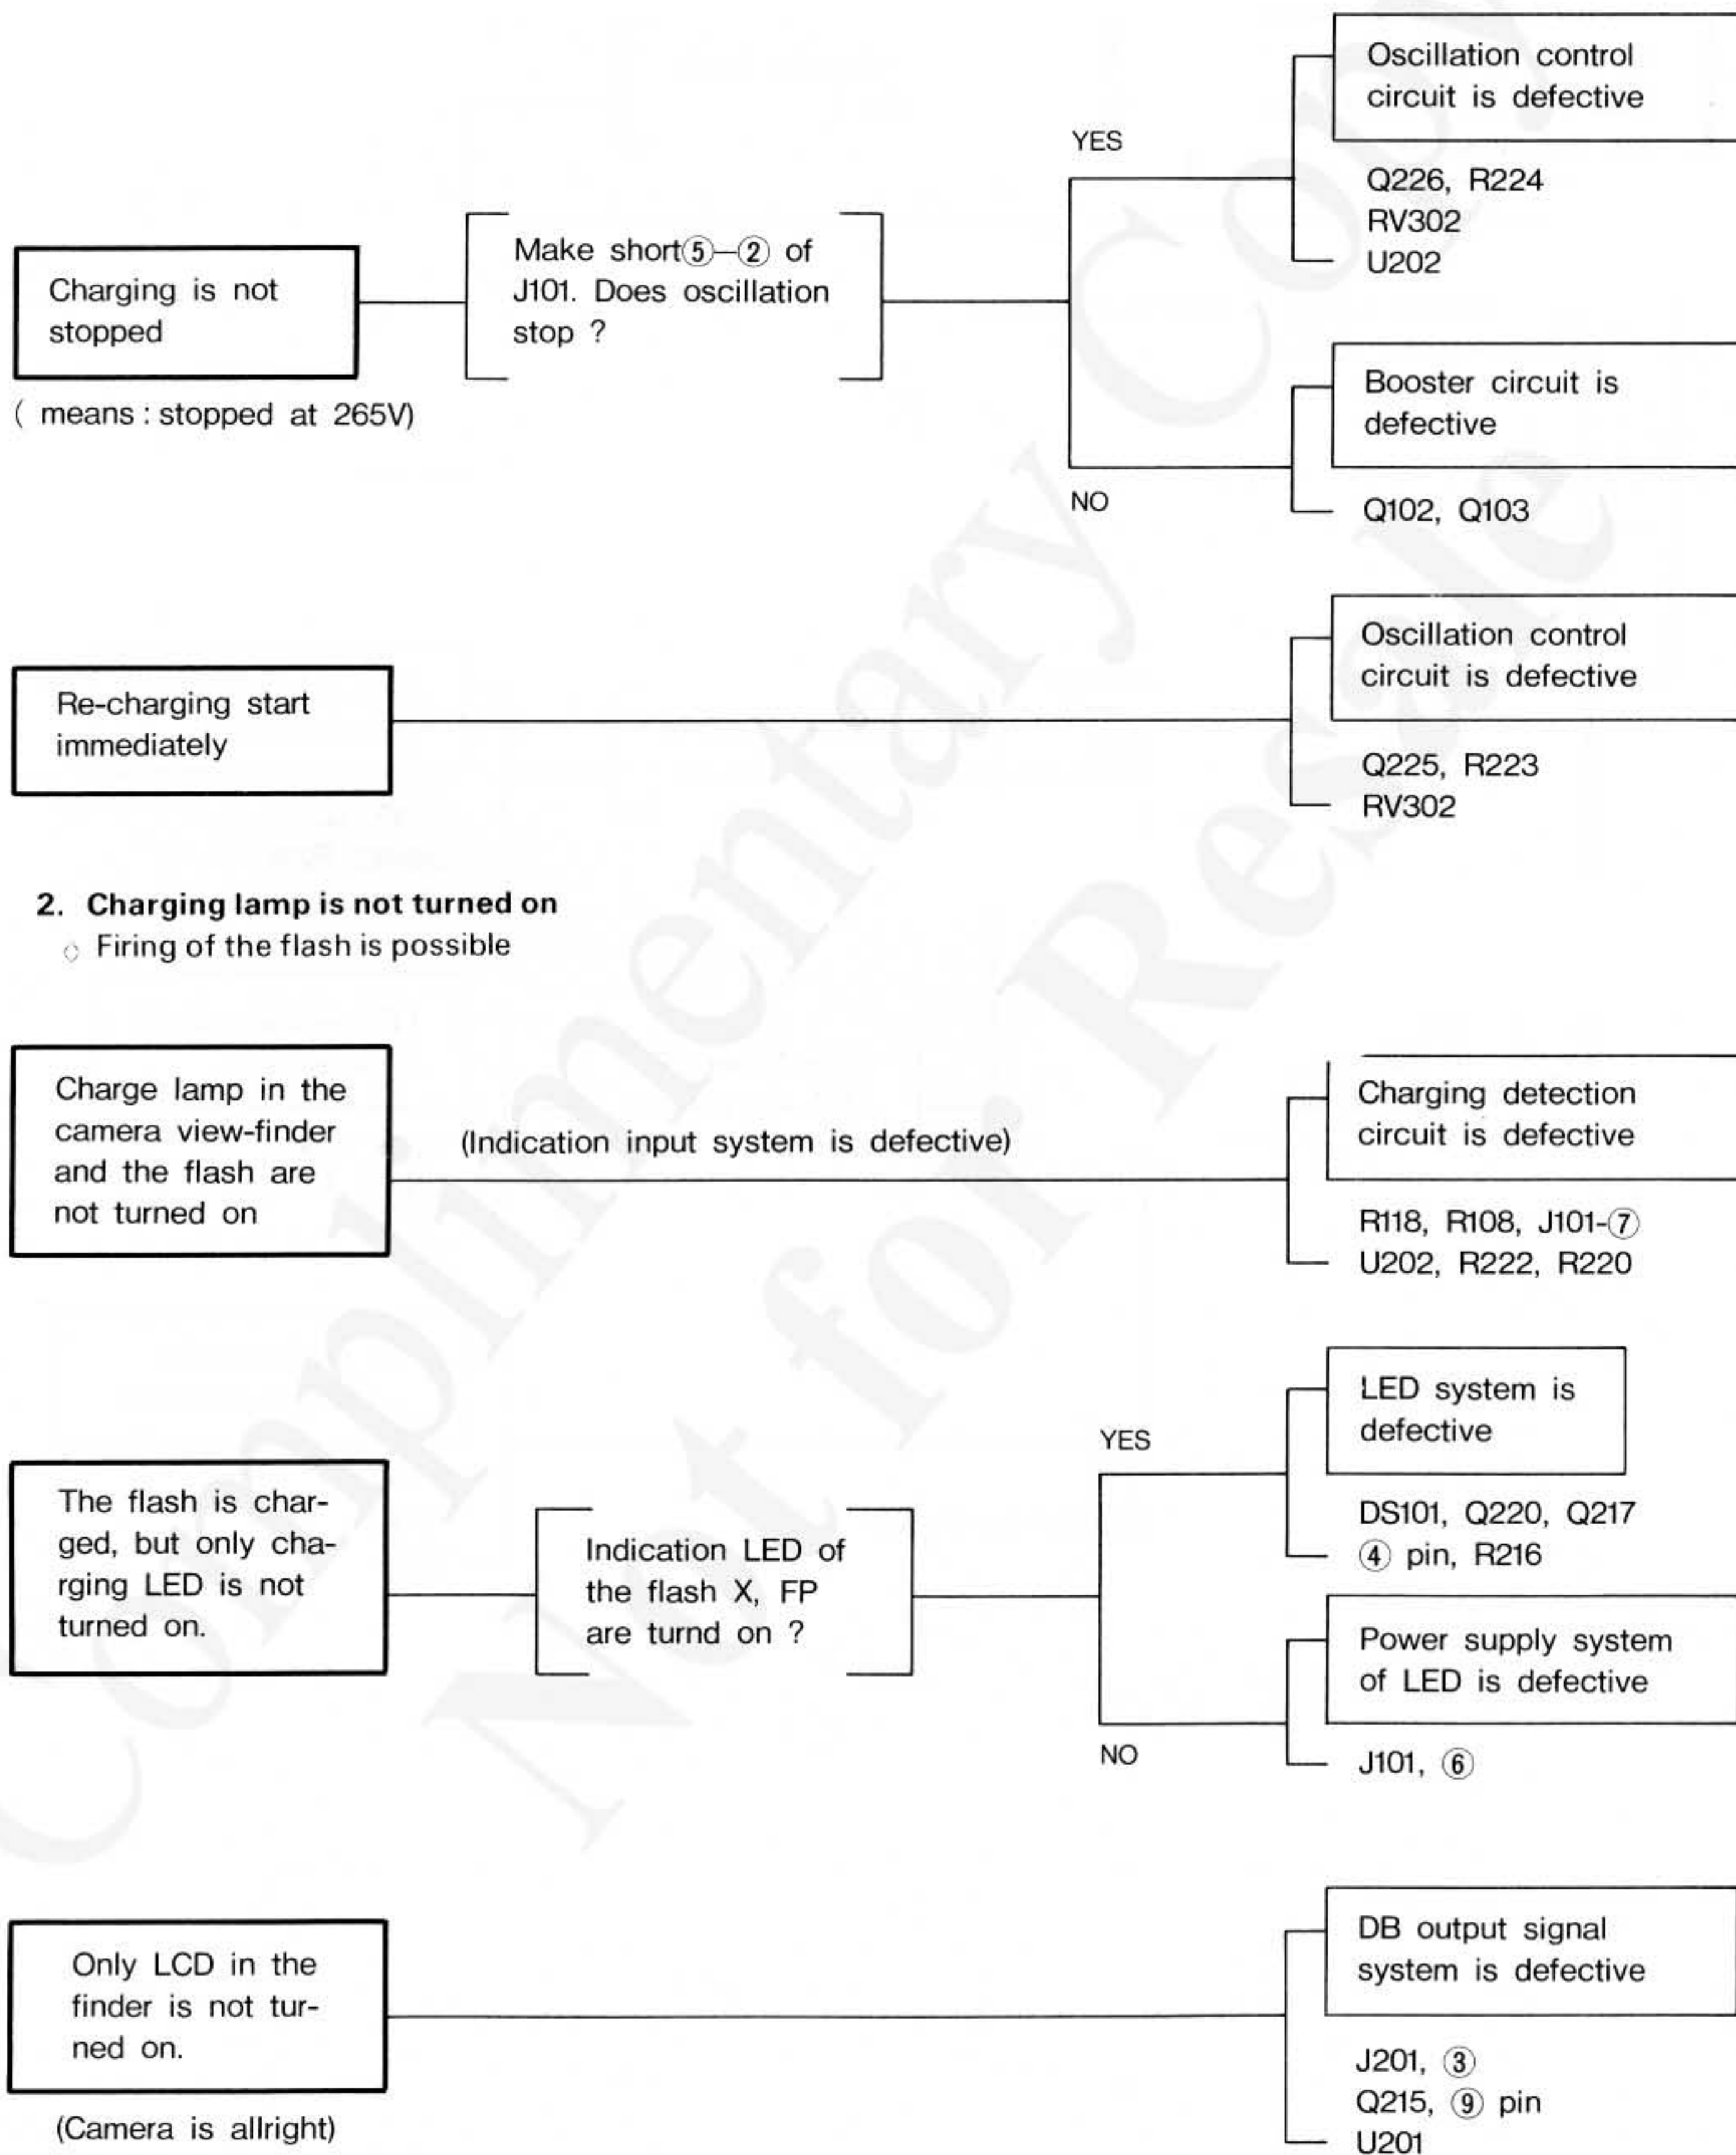 Charging is not
stopped
( means : stopped at 265V)
Make short⑤–② of
J101. Does oscillation
stop ?
YES
Oscillation control
circuit is defective
Q226, R224
RV302
U202
NO
Booster circuit is
defective
Q102, Q103
Re-charging start
immediately
Oscillation control
circuit is defective
Q225, R223
RV302
2. Charging lamp is not turned on
◇ Firing of the flash is possible
Charge lamp in the
camera view-finder
and the flash are
not turned on
(Indication input system is defective)
Charging detection
circuit is defective
R118, R108, J101-⑦
U202, R222, R220
The flash is char-
ged, but only cha-
rging LED is not
turned on.
Indication LED of
the flash X, FP
are turnd on ?
YES
LED system is
defective
DS101, Q220, Q217
④ pin, R216
NO
Power supply system
of LED is defective
J101, ⑥
Only LCD in the
finder is not tur-
ned on.
(Camera is allright)
DB output signal
system is defective
J201, ③
Q215, ⑨ pin
U201
Complimentary Copy
Not for Resale